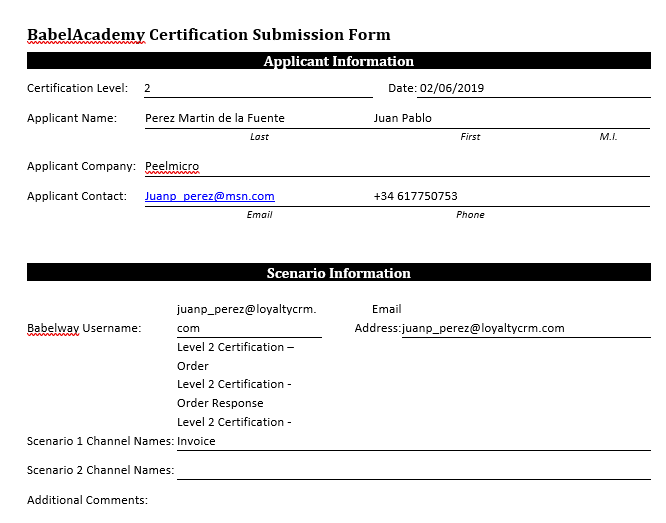 BabelAcademy Certification Submission Form
Applicant Information
Certification Level: 2 Date: 02/06/2019
Applicant Name: Perez Martin de la Fuente Juan Pablo
Last First M.I.
Applicant Company: Peelmicro
Applicant Contact: Juanp_perez@msn.com +34 617750753
Email Phone
Scenario Information
juanp_perez@loyaltycrm. Email
Babelway Username: com Address: juanp_perez@loyaltycrm.com
Level 2 Certification –
Order
Level 2 Certification -
Order Response
Level 2 Certification -
Scenario 1 Channel Names: Invoice
Scenario 2 Channel Names:
Additional Comments: